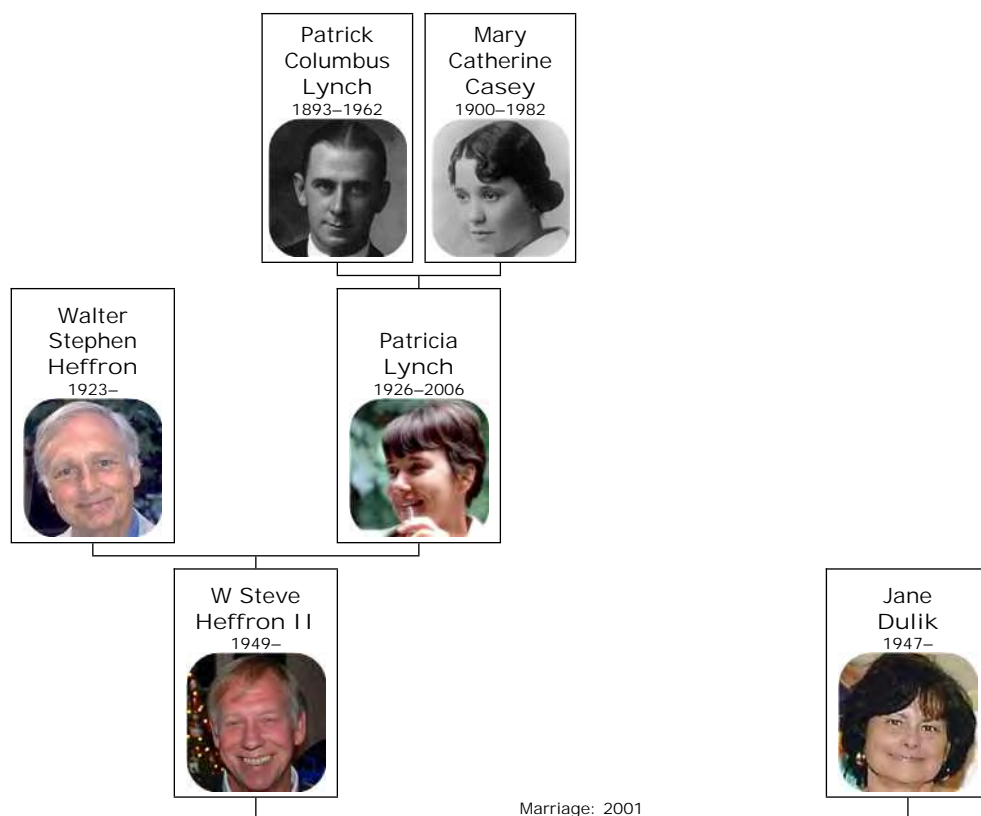 Patrick
Columbus
Lynch
1893–1962
Mary
Catherine
Casey
1900–1982
Walter
Stephen
Heffron
1923–
Patricia
Lynch
1926–2006
W Steve
Heffron II
1949–
Jane
Dulik
1947–
Marriage: 2001